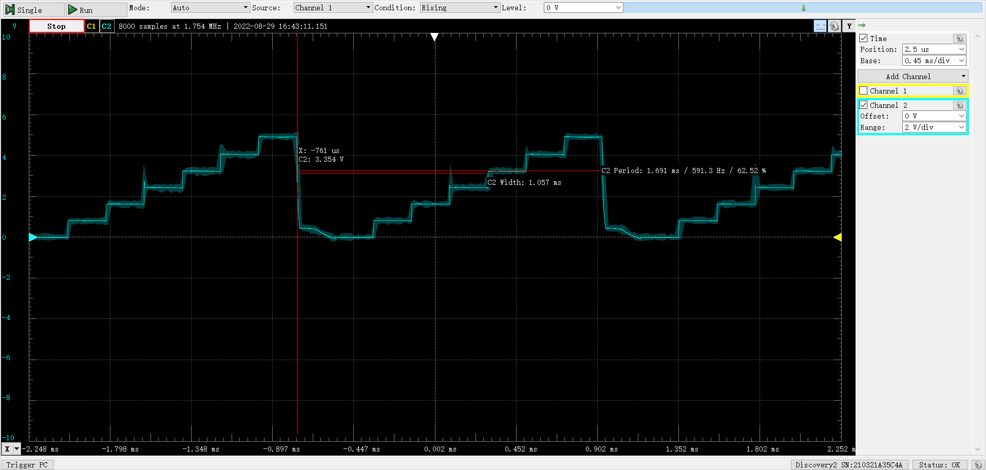 Single Run Mode: Auto Source: Channel 1 Condition: Rising Level: 0 V
V Stop C1 C2 8000 samples at 1.754 MHz | 2022-08-29 16:43:11.151 Y
Time
Position: 2.5 us
Base: 0.45 ms/div
Add Channel
Channel 1
Channel 2
Offset: 0 V
Range: 2 V/div
10
8
6
4
2
0
-2
-4
-6
-8
-10
X: -761 us
C2: 3.354 V
C2 Period: 1.691 ms / 591.3 Hz / 62.52 %
C2 Width: 1.057 ms
X -2.248 ms -1.798 ms -1.348 ms -0.897 ms -0.447 ms 0.002 ms 0.452 ms 0.902 ms 1.352 ms 1.802 ms 2.252 ms
Trigger PC Discovery2 SN:210321A35C4A Status: OK